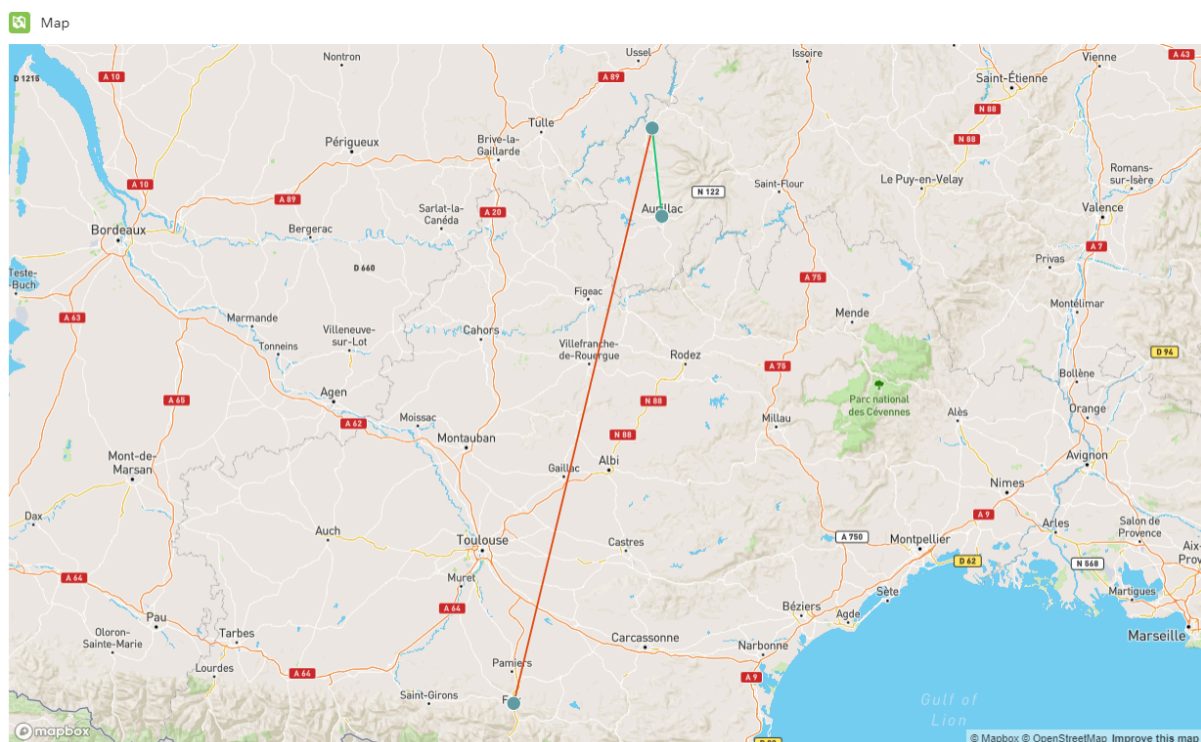 Map
Ussel
Issoire
Vienne
A 43
Nontron
D 1215
A 10
A 89
Saint-Étienne
N 88
Tulle
Périgueux
Brive-la-
Gaillarde
N 88
Romans-
sur-Isère
A 10
A 89
N 122
Saint-Flour
Le Puy-en-Velay
Valence
Sarlat-la-
Canéda
A 20
Aurillac
Bordeaux
Bergerac
A 7
Privas
D 660
Teste-
Buch
A 75
Figeac
Montélimar
A 63
Marmande
Mende
Villeneuve-
sur-Lot
Cahors
Tonneins
Villefranche-
de-Rouergue
Rodez
D 94
A 75
Bollène
Agen
Parc national
des Cévennes
A 65
N 88
Orange
Moissac
Millau
Alès
A 62
N 88
Montauban
Mont-de-
Marsan
Gaillac
Albi
Avignon
Nimes
Dax
A 9
Auch
Arles
Salon de
Provence
Toulouse
Castres
A 750
Montpellier
Aix-
Prov
D 62
N 568
A 64
Muret
Martigues
Sète
A 64
Béziers
Agde
Pau
Oloron-
Sainte-Marie
Tarbes
Carcassonne
Narbonne
Marseille
Pamiers
Lourdes
A 64
A 9
Saint-Girons
Gulf of
Lion
mapbox
© Mapbox © OpenStreetMap Improve this map